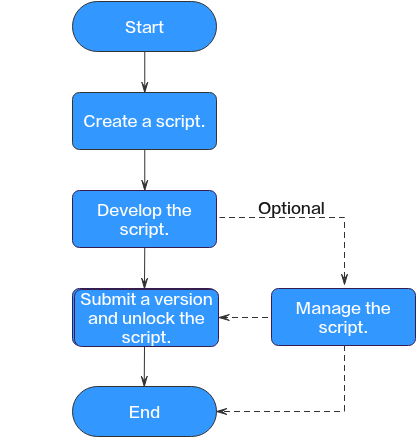 Start
Create a script.
Develop the
script.
Optional
Submit a version
and unlock the
script.
Manage the
script.
End